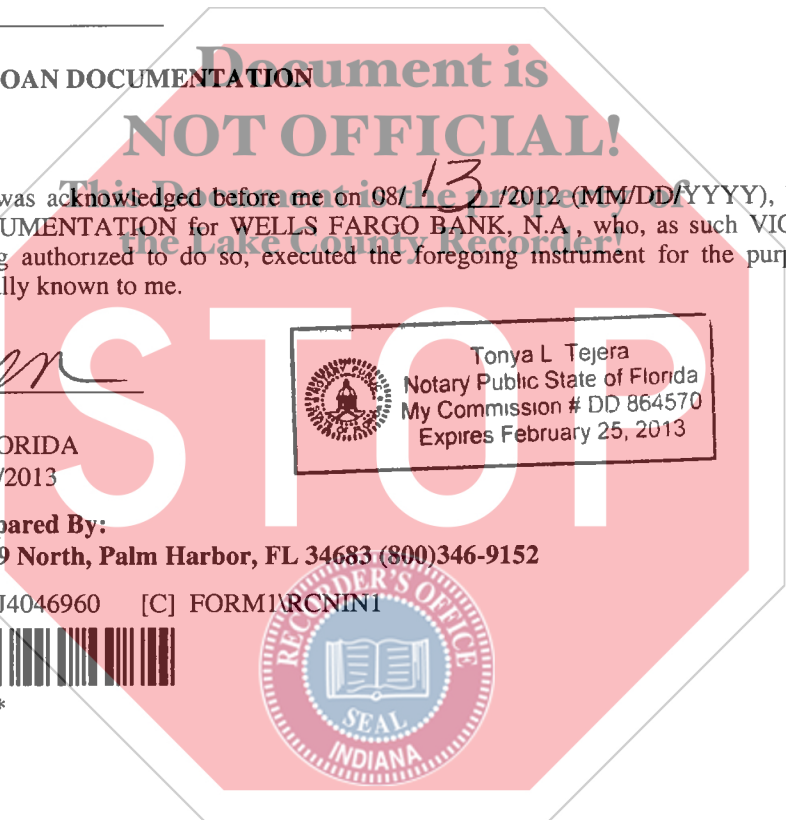 OAN DOCUMENTATION
Document is
NOT OFFICIAL!
This Document is the property of
the Lake County Recorder!
was acknowledged before me on 08/ 13 /2012 (MM/DD/YYYY),
UMENTATION for WELLS FARGO BANK, N.A , who, as such VIC
g authorized to do so, executed the foregoing instrument for the purp
lly known to me.
STOP
Tonya L Tejera
Notary Public State of Florida
My Commission # DD 864570
Expires February 25, 2013
ORIDA
/2013
pared By:
9 North, Palm Harbor, FL 34683 (800)346-9152
J4046960 [C] FORM1\RCNIN1
*
RECORDER'S OFFICE
SEAL
INDIANA